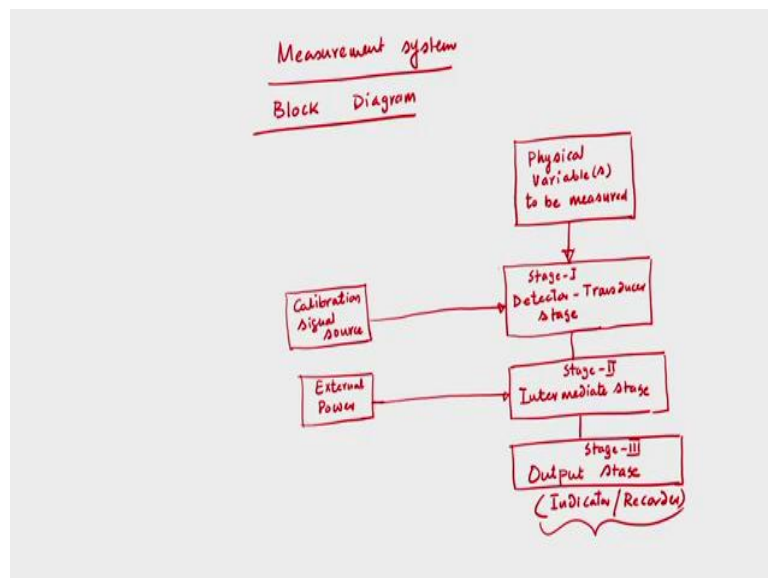 Measurement system
Block Diagram
Physical
Variable(s)
to be measured
Stage-I
Detector-Transducer
stage
Calibration
signal
source
Stage-II
Intermediate stage
External
Power
Stage-III
Output stage
(Indicator/Recorder)